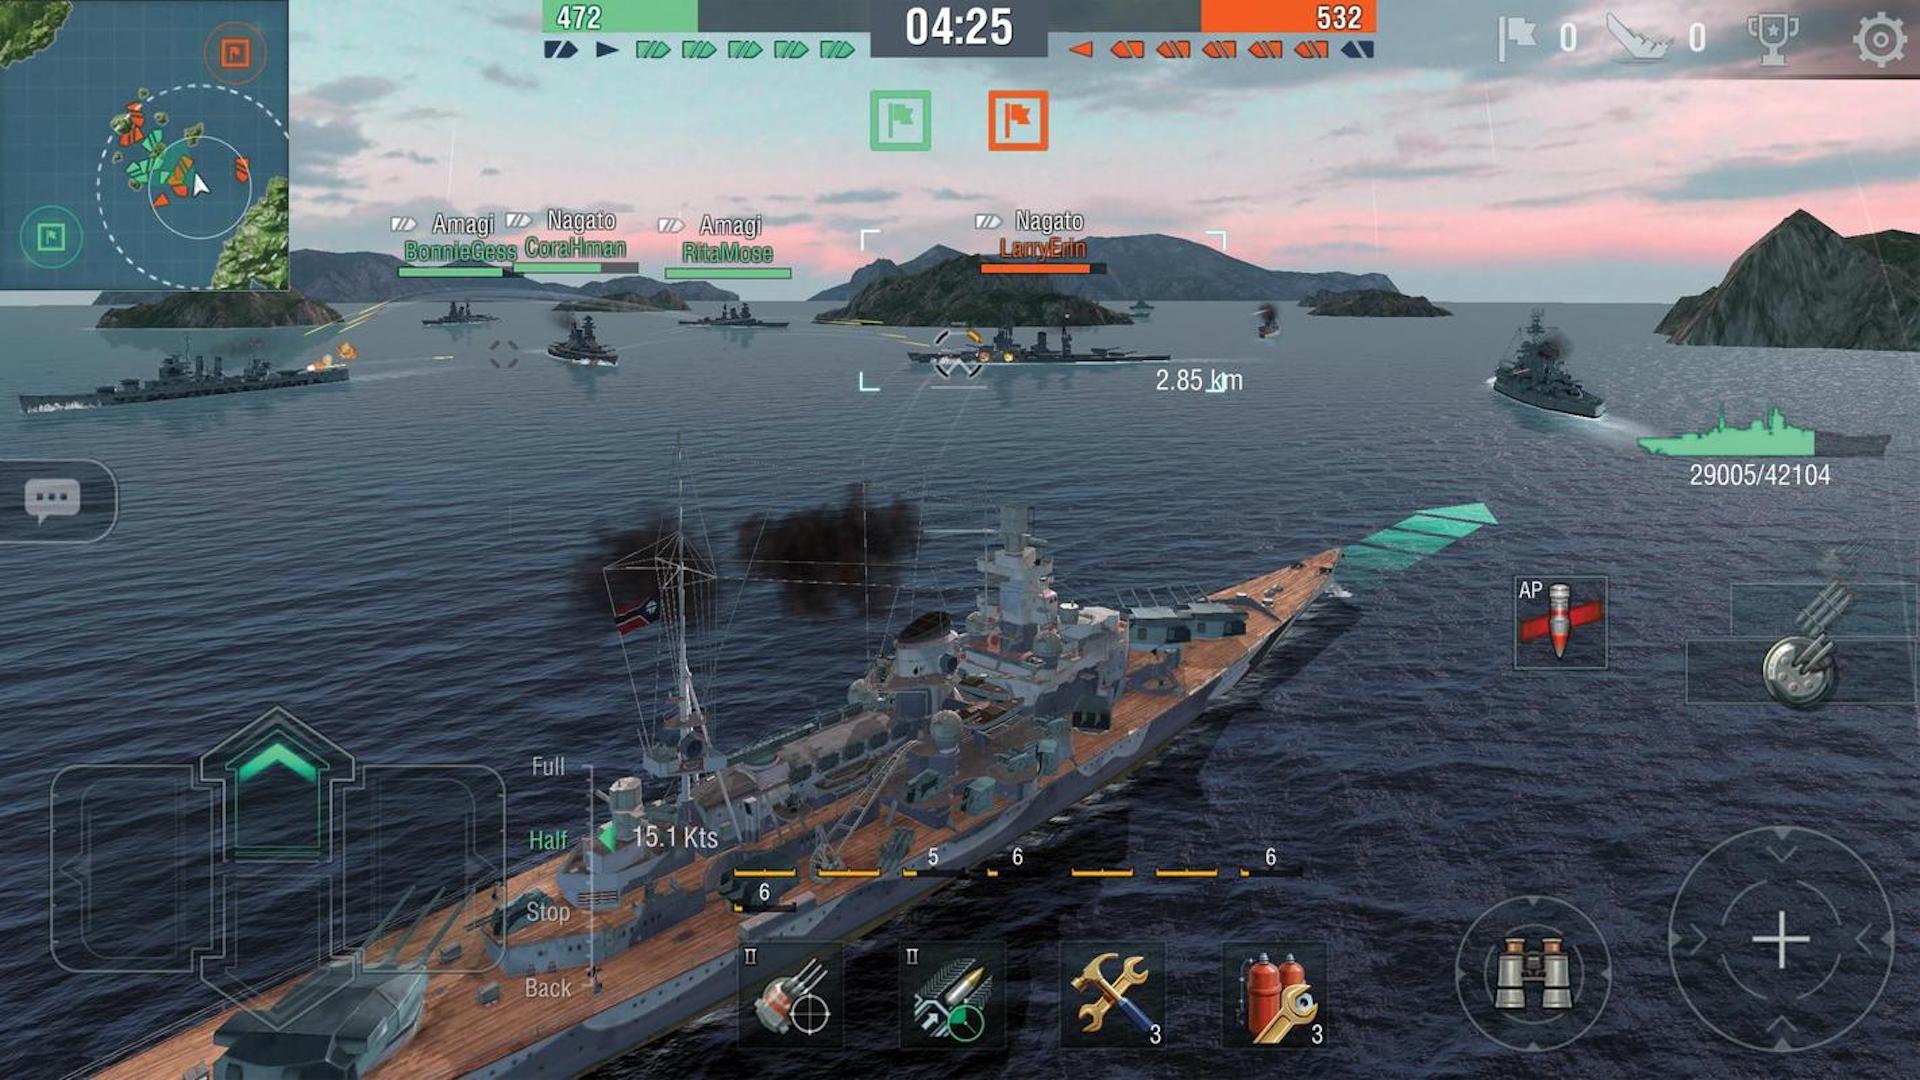 472
04:25
532
0
0
Amagi
Nagato
Amagi
Nagato
BonnieGess
CoraHman
RitaMose
LarryErin
2.85 km
29005/42104
AP
Full
Half
15.1 Kts
Stop
Back
5
6
6
6
II
II
3
3